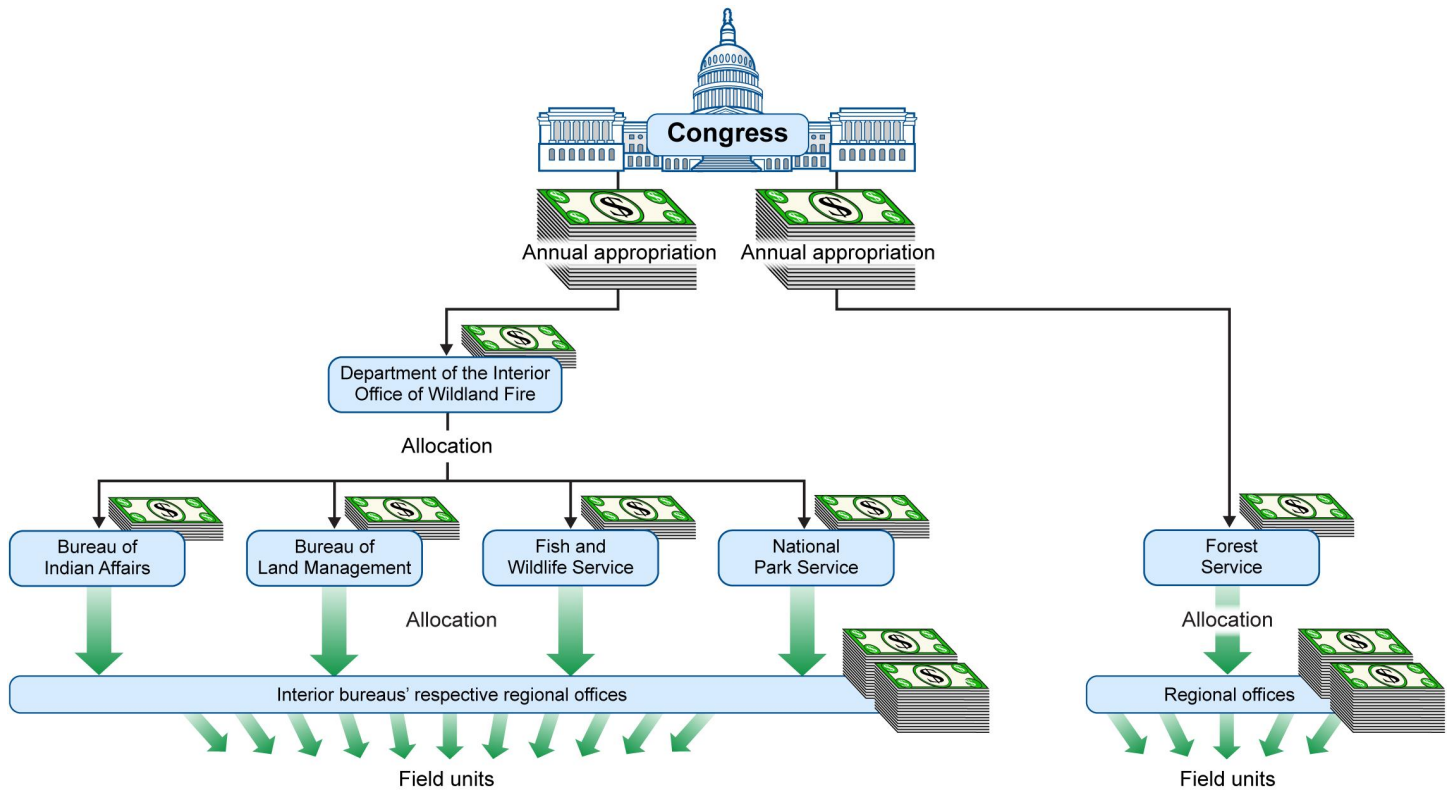 Congress
Annual appropriation
Annual appropriation
Department of the Interior
Office of Wildland Fire
Allocation
Bureau of
Indian Affairs
Bureau of
Land Management
Fish and
Wildlife Service
National
Park Service
Forest
Service
Allocation
Allocation
Interior bureaus’ respective regional offices
Regional offices
Field units
Field units